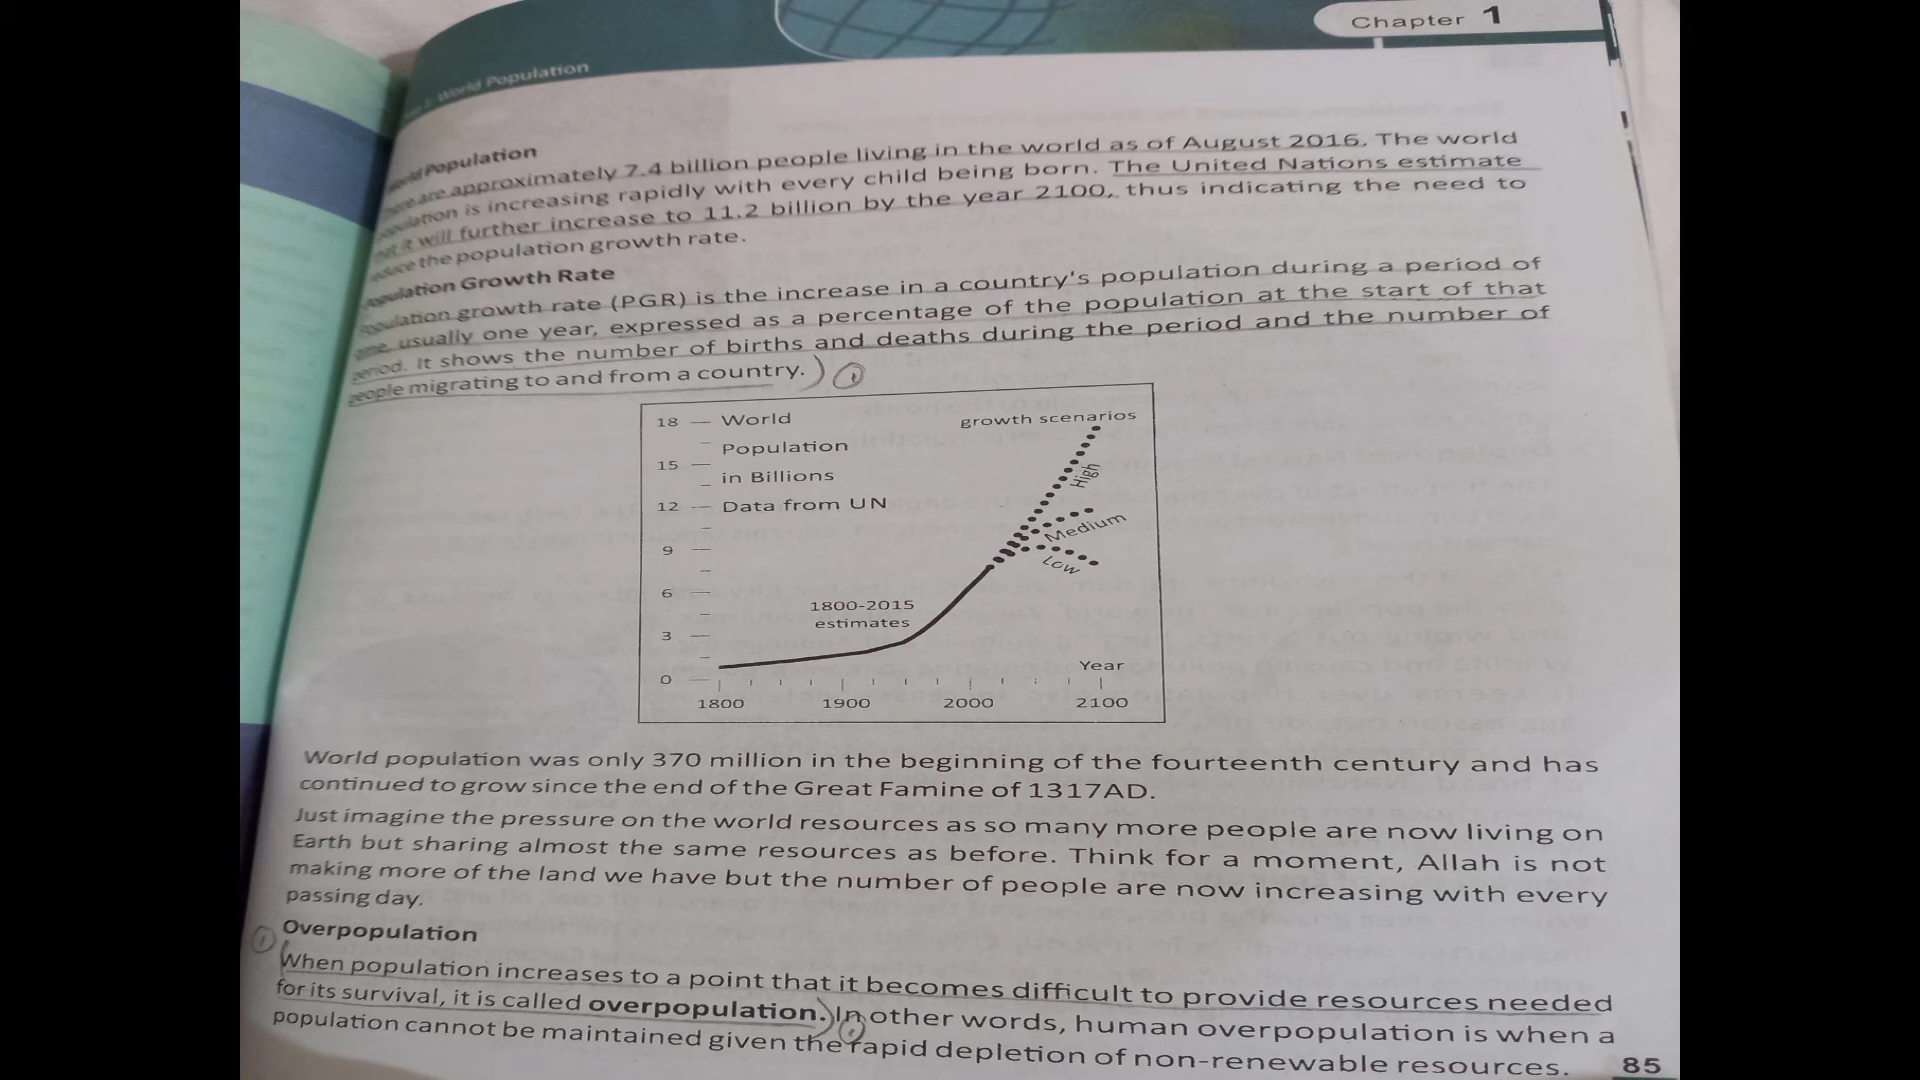 Chapter 1
World Population
World Population
There are approximately 7.4 billion people living in the world as of August 2016. The world
population is increasing rapidly with every child being born. The United Nations estimate
that it will further increase to 11.2 billion by the year 2100, thus indicating the need to
reduce the population growth rate.
Population Growth Rate
Population growth rate (PGR) is the increase in a country's population during a period of
time, usually one year, expressed as a percentage of the population at the start of that
period. It shows the number of births and deaths during the period and the number of
people migrating to and from a country.
18 World growth scenarios
Population
15
in Billions
High
12 Data from UN
Medium
9
Low
6
1800-2015
estimates
3
Year
0
1800 1900 2000 2100
World population was only 370 million in the beginning of the fourteenth century and has
continued to grow since the end of the Great Famine of 1317AD.
Just imagine the pressure on the world resources as so many more people are now living on
Earth but sharing almost the same resources as before. Think for a moment, Allah is not
making more of the land we have but the number of people are now increasing with every
passing day.
Overpopulation
When population increases to a point that it becomes difficult to provide resources needed
for its survival, it is called overpopulation. In other words, human overpopulation is when a
population cannot be maintained given the rapid depletion of non-renewable resources.
85